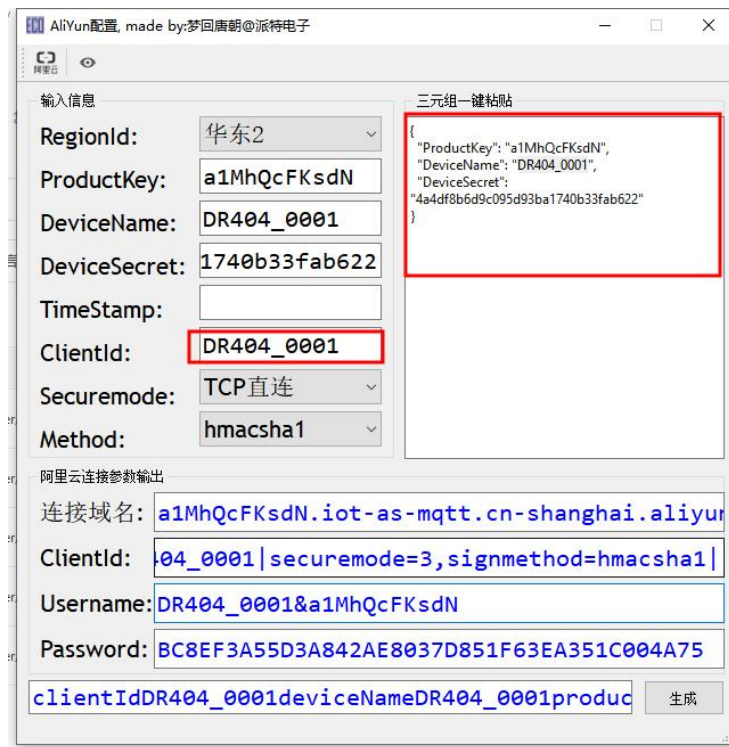 AliYun配置, made by:梦回唐朝@派特电子
阿里云
输入信息
RegionId:
华东2
ProductKey:
a1MhQcFKsdN
DeviceName:
DR404_0001
DeviceSecret:
1740b33fab622
TimeStamp:
ClientId:
DR404_0001
Securemode:
TCP直连
Method:
hmacsha1
三元组一键粘贴
{
"ProductKey": "a1MhQcFKsdN",
"DeviceName": "DR404_0001",
"DeviceSecret":
"4a4df8b6d9c095d93ba1740b33fab622"
}
阿里云连接参数输出
连接域名:
a1MhQcFKsdN.iot-as-mqtt.cn-shanghai.aliyun
ClientId:
404_0001|securemode=3,signmethod=hmacsha1|
Username:
DR404_0001&a1MhQcFKsdN
Password:
BC8EF3A55D3A842AE8037D851F63EA351C004A75
clientIdDR404_0001deviceNameDR404_0001produc
生成